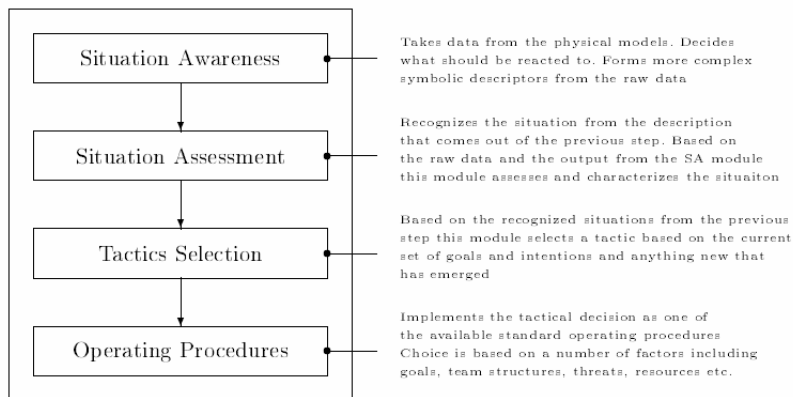 Situation Awareness
Takes data from the physical models. Decides
what should be reacted to. Forms more complex
symbolic descriptors from the raw data
Situation Assessment
Recognizes the situation from the description
that comes out of the previous step. Based on
the raw data and the output from the SA module
this module assesses and characterizes the situaiton
Tactics Selection
Based on the recognized situations from the previous
step this module selects a tactic based on the current
set of goals and intentions and anything new that
has emerged
Operating Procedures
Implements the tactical decision as one of
the available standard operating procedures
Choice is based on a number of factors including
goals, team structures, threats, resources etc.